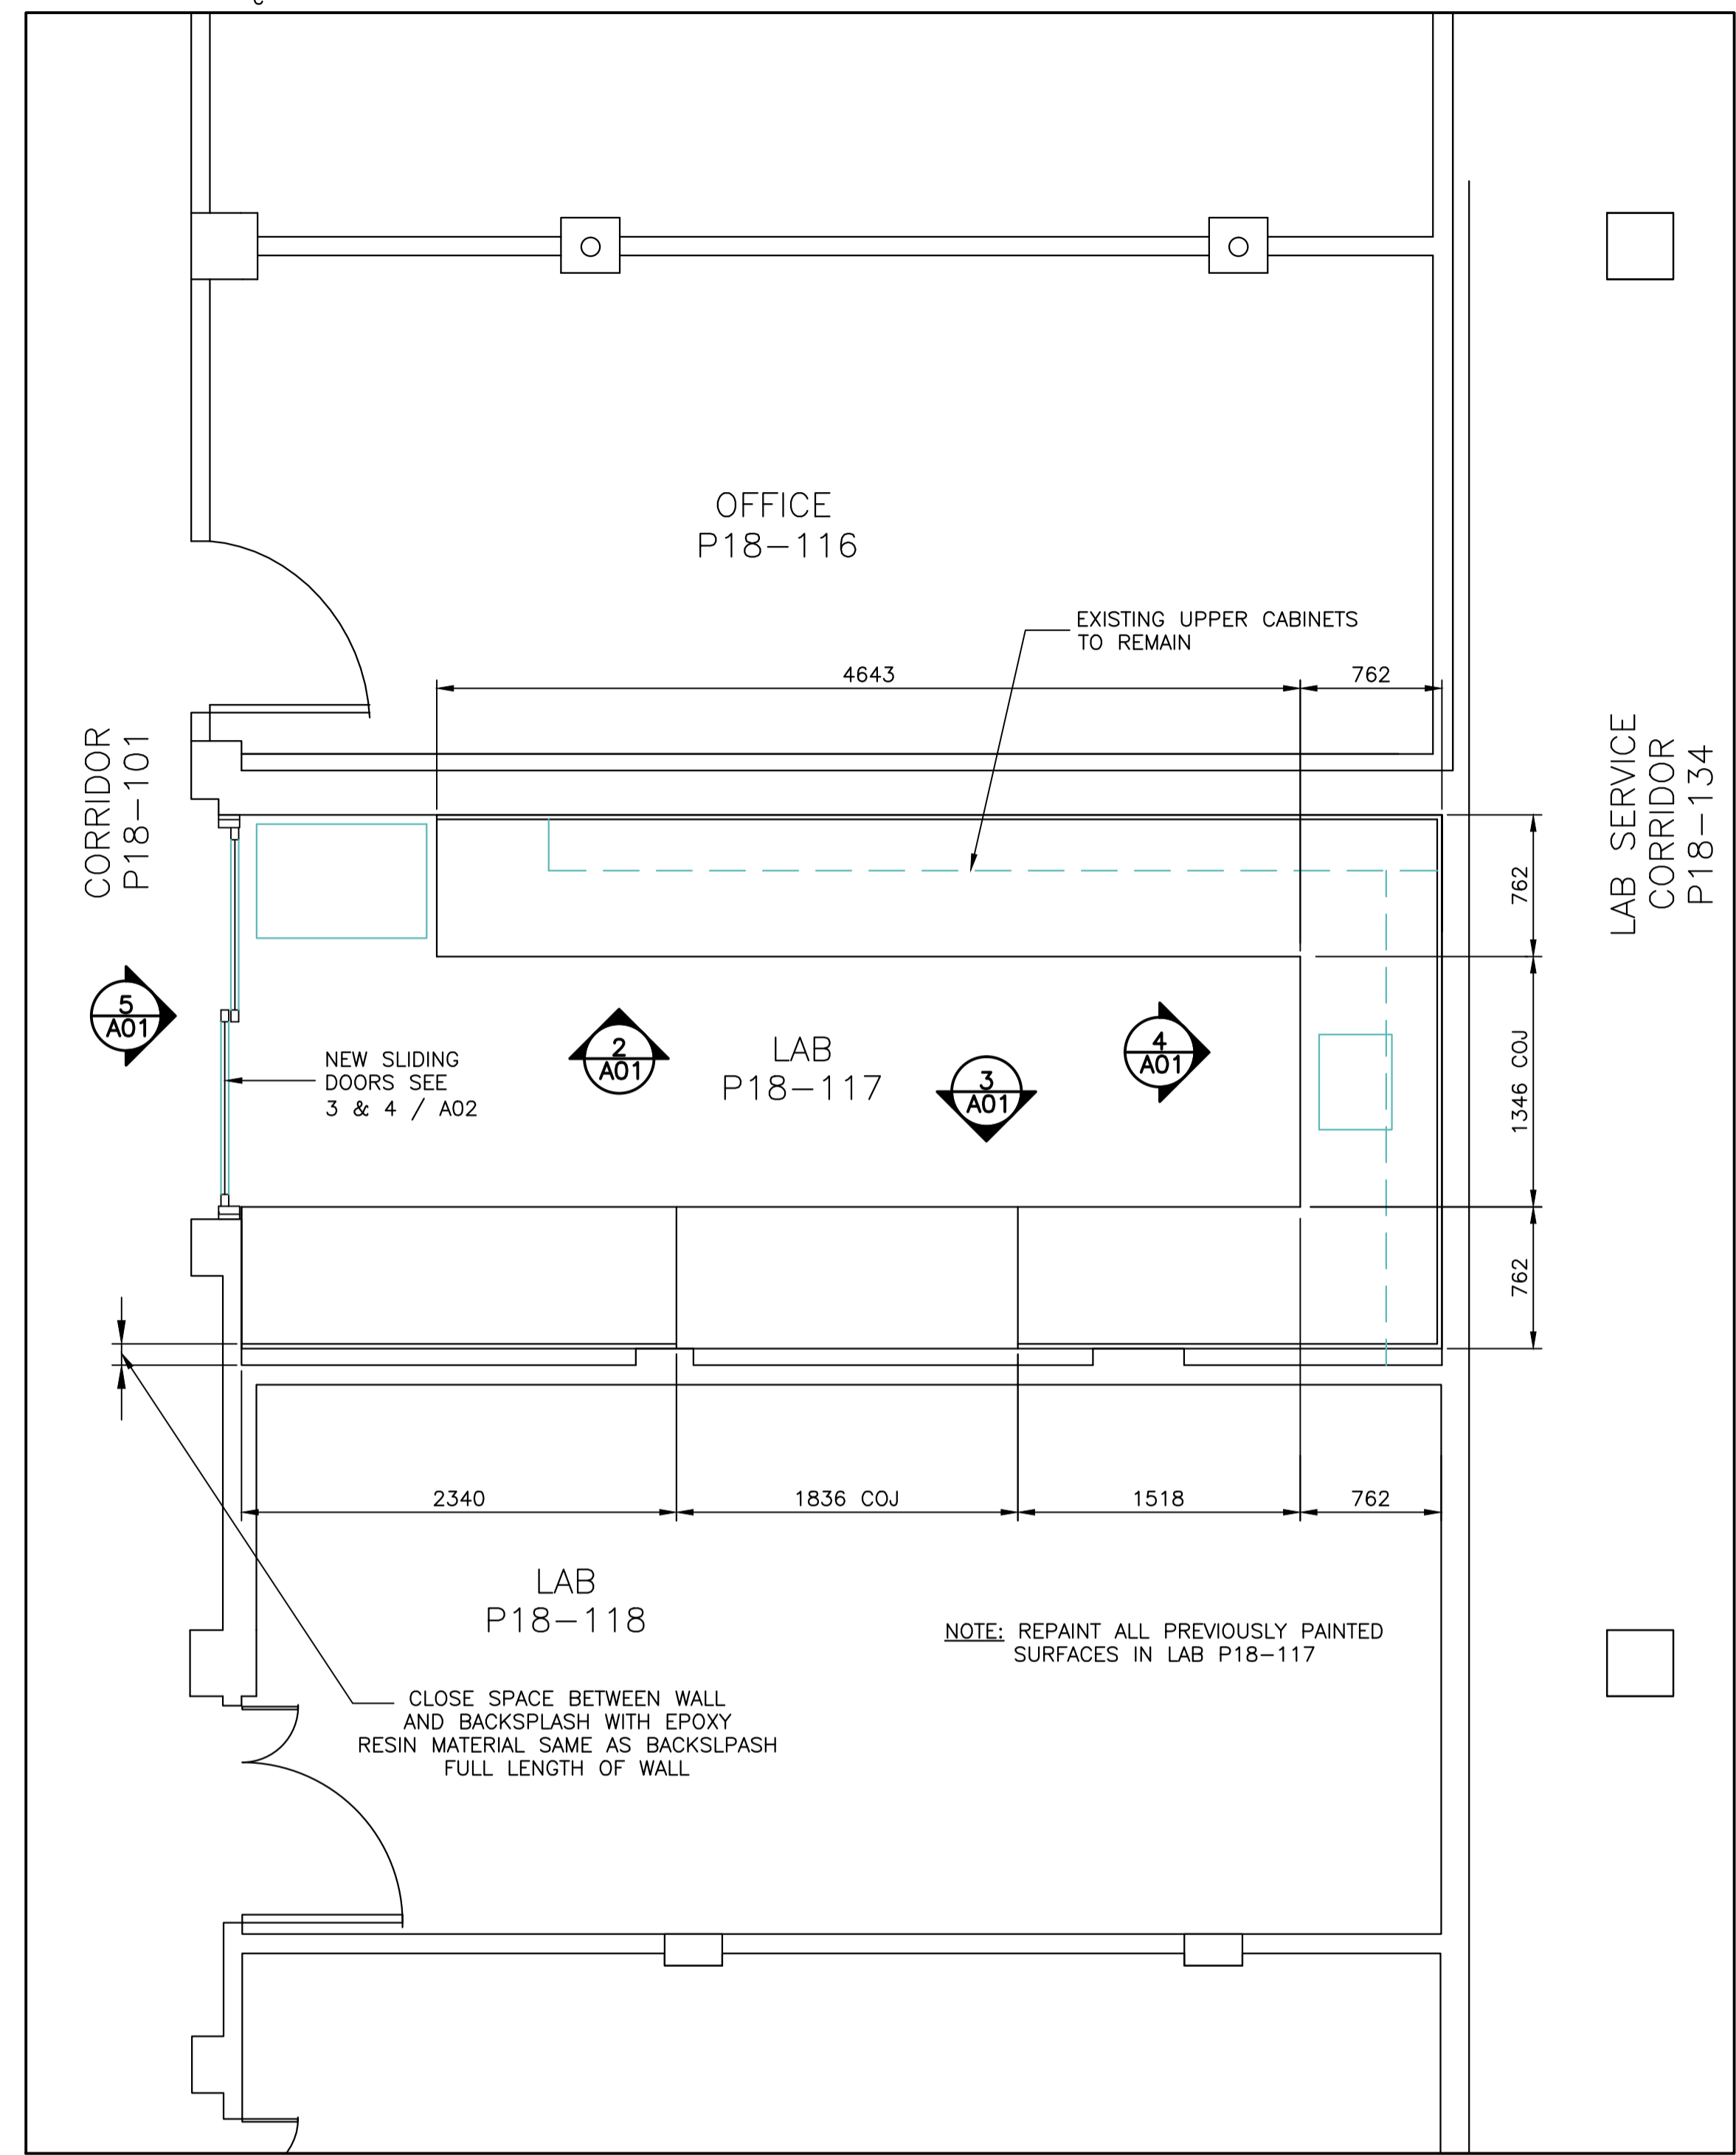 OFFICE
P18-116
EXISTING UPPER CABINETS
TO REMAIN
4643
762
CORRIDOR
P18-101
LAB SERVICE
CORRIDOR
P18-134
762
5
A01
NEW SLIDING
DOORS SEE
3 & 4 / A02
2
A01
LAB
P18-117
3
A01
4
A01
1346 COJ
762
2340
1836 COJ
1518
762
LAB
P18-118
NOTE: REPAINT ALL PREVIOUSLY PAINTED
SURFACES IN LAB P18-117
CLOSE SPACE BETWEEN WALL
AND BACKSPLASH WITH EPOXY
RESIN MATERIAL SAME AS BACKSLPASH
FULL LENGTH OF WALL